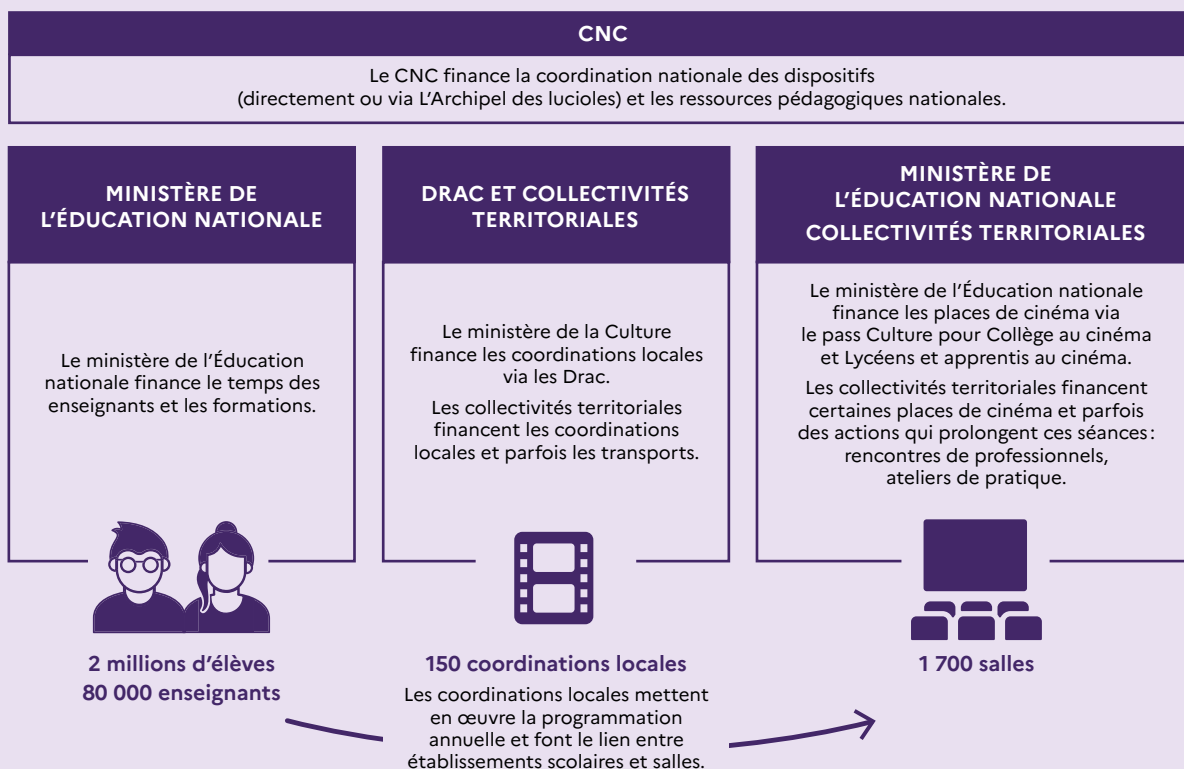 CNC
Le CNC finance la coordination nationale des dispositifs
(directement ou via L'Archipel des lucioles) et les ressources pédagogiques nationales.
MINISTÈRE DE
L'ÉDUCATION NATIONALE
Le ministère de l'Éducation
nationale finance le temps des
enseignants et les formations.
2 millions d'élèves
80 000 enseignants
DRAC ET COLLECTIVITÉS
TERRITORIALES
Le ministère de la Culture
finance les coordinations locales
via les Drac.
Les collectivités territoriales
financent les coordinations
locales et parfois les transports.
150 coordinations locales
Les coordinations locales mettent
en œuvre la programmation
annuelle et font le lien entre
établissements scolaires et salles.
MINISTÈRE DE
L'ÉDUCATION NATIONALE
COLLECTIVITÉS TERRITORIALES
Le ministère de l'Éducation nationale
finance les places de cinéma via
le pass Culture pour Collège au cinéma
et Lycéens et apprentis au cinéma.
Les collectivités territoriales financent
certaines places de cinéma et parfois
des actions qui prolongent ces séances :
rencontres de professionnels,
ateliers de pratique.
1 700 salles